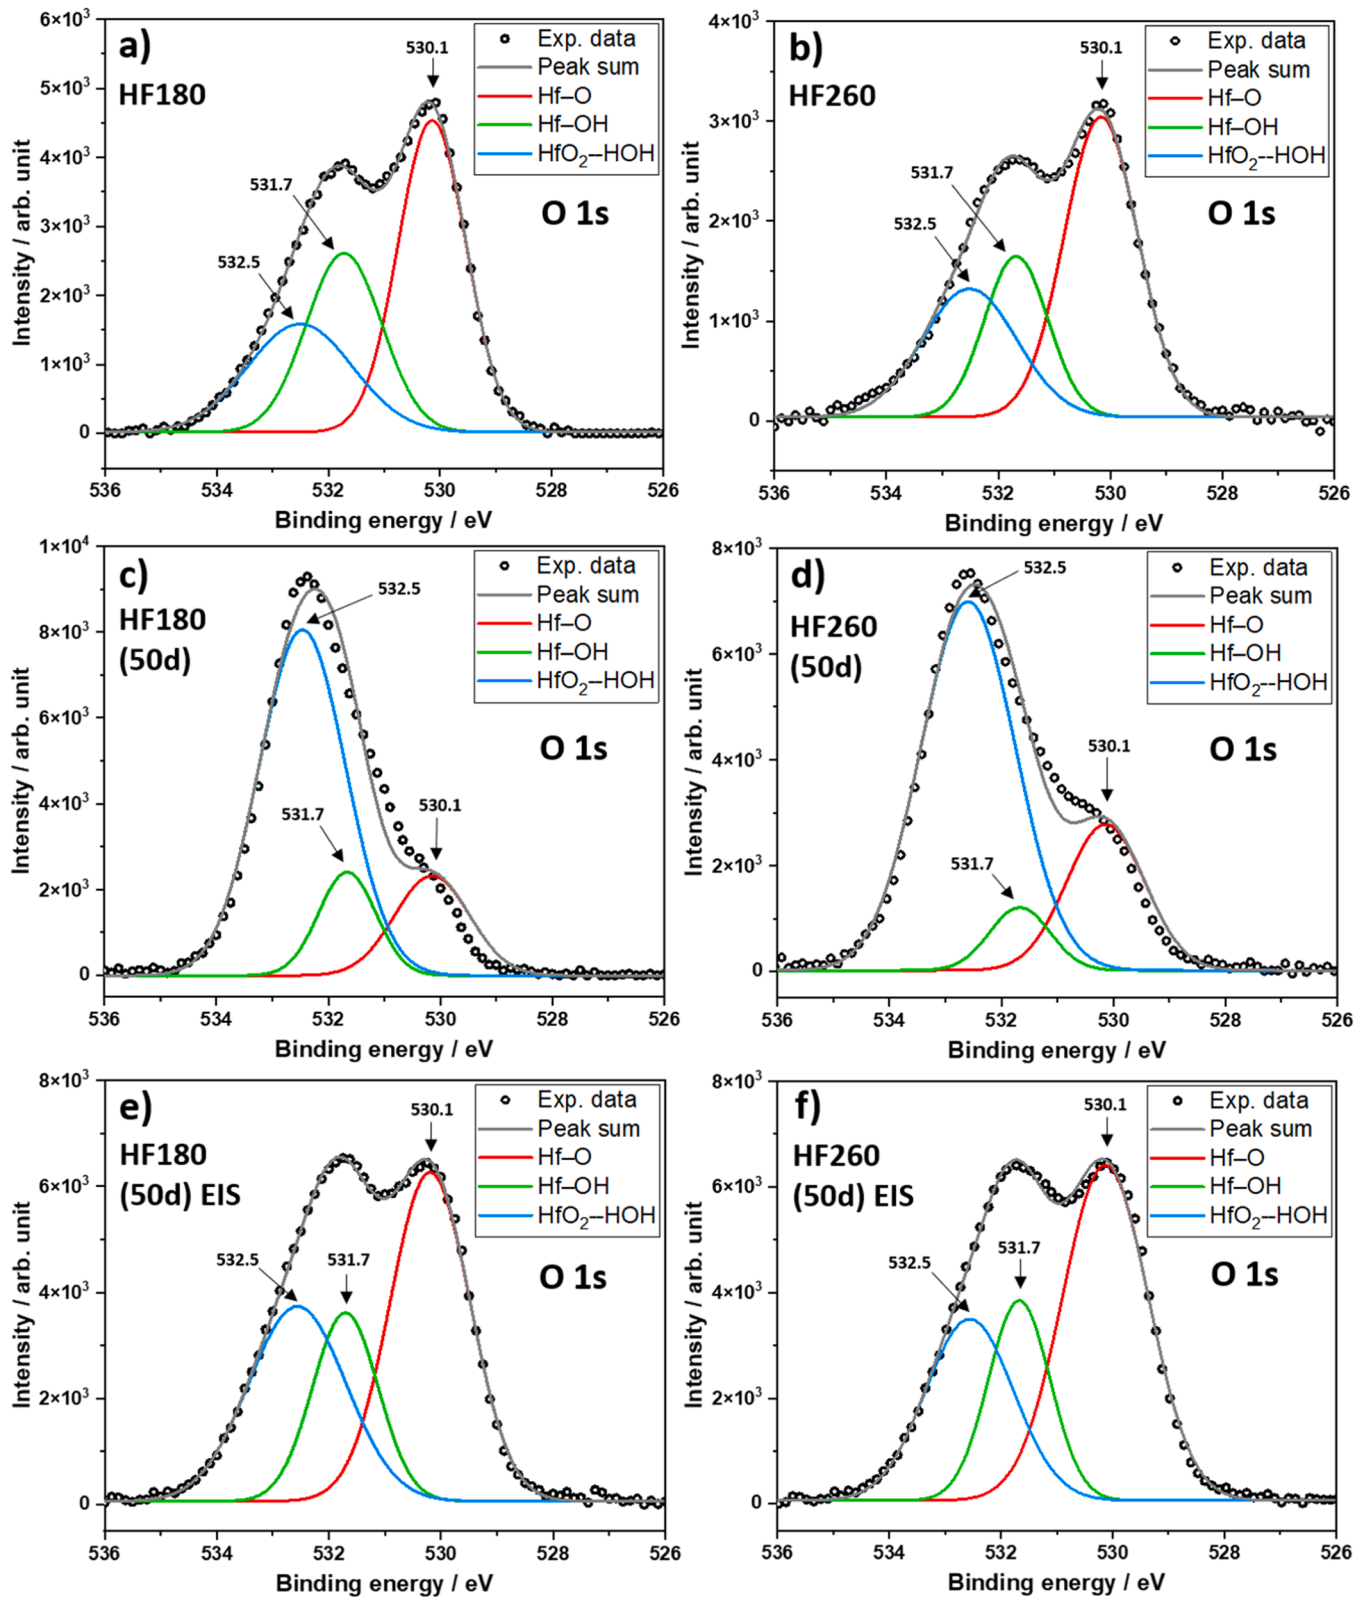 a)
HF180
6×10³
5×10³
4×10³
3×10³
2×10³
1×10³
0
Intensity / arb. unit
530.1
531.7
532.5
Exp. data
Peak sum
Hf–O
Hf–OH
HfO₂--HOH
O 1s
536 534 532 530 528 526
Binding energy / eV
b)
HF260
4×10³
3×10³
2×10³
1×10³
0
Intensity / arb. unit
530.1
531.7
532.5
Exp. data
Peak sum
Hf–O
Hf–OH
HfO₂--HOH
O 1s
536 534 532 530 528 526
Binding energy / eV
c)
HF180
(50d)
1×10⁴
8×10³
6×10³
4×10³
2×10³
0
Intensity / arb. unit
532.5
531.7
530.1
Exp. data
Peak sum
Hf–O
Hf–OH
HfO₂--HOH
O 1s
536 534 532 530 528 526
Binding energy / eV
d)
HF260
(50d)
8×10³
6×10³
4×10³
2×10³
0
Intensity / arb. unit
532.5
531.7
530.1
Exp. data
Peak sum
Hf–O
Hf–OH
HfO₂--HOH
O 1s
536 534 532 530 528 526
Binding energy / eV
e)
HF180
(50d) EIS
8×10³
6×10³
4×10³
2×10³
0
Intensity / arb. unit
530.1
532.5
531.7
Exp. data
Peak sum
Hf–O
Hf–OH
HfO₂--HOH
O 1s
536 534 532 530 528 526
Binding energy / eV
f)
HF260
(50d) EIS
8×10³
6×10³
4×10³
2×10³
0
Intensity / arb. unit
530.1
532.5
531.7
Exp. data
Peak sum
Hf–O
Hf–OH
HfO₂--HOH
O 1s
536 534 532 530 528 526
Binding energy / eV